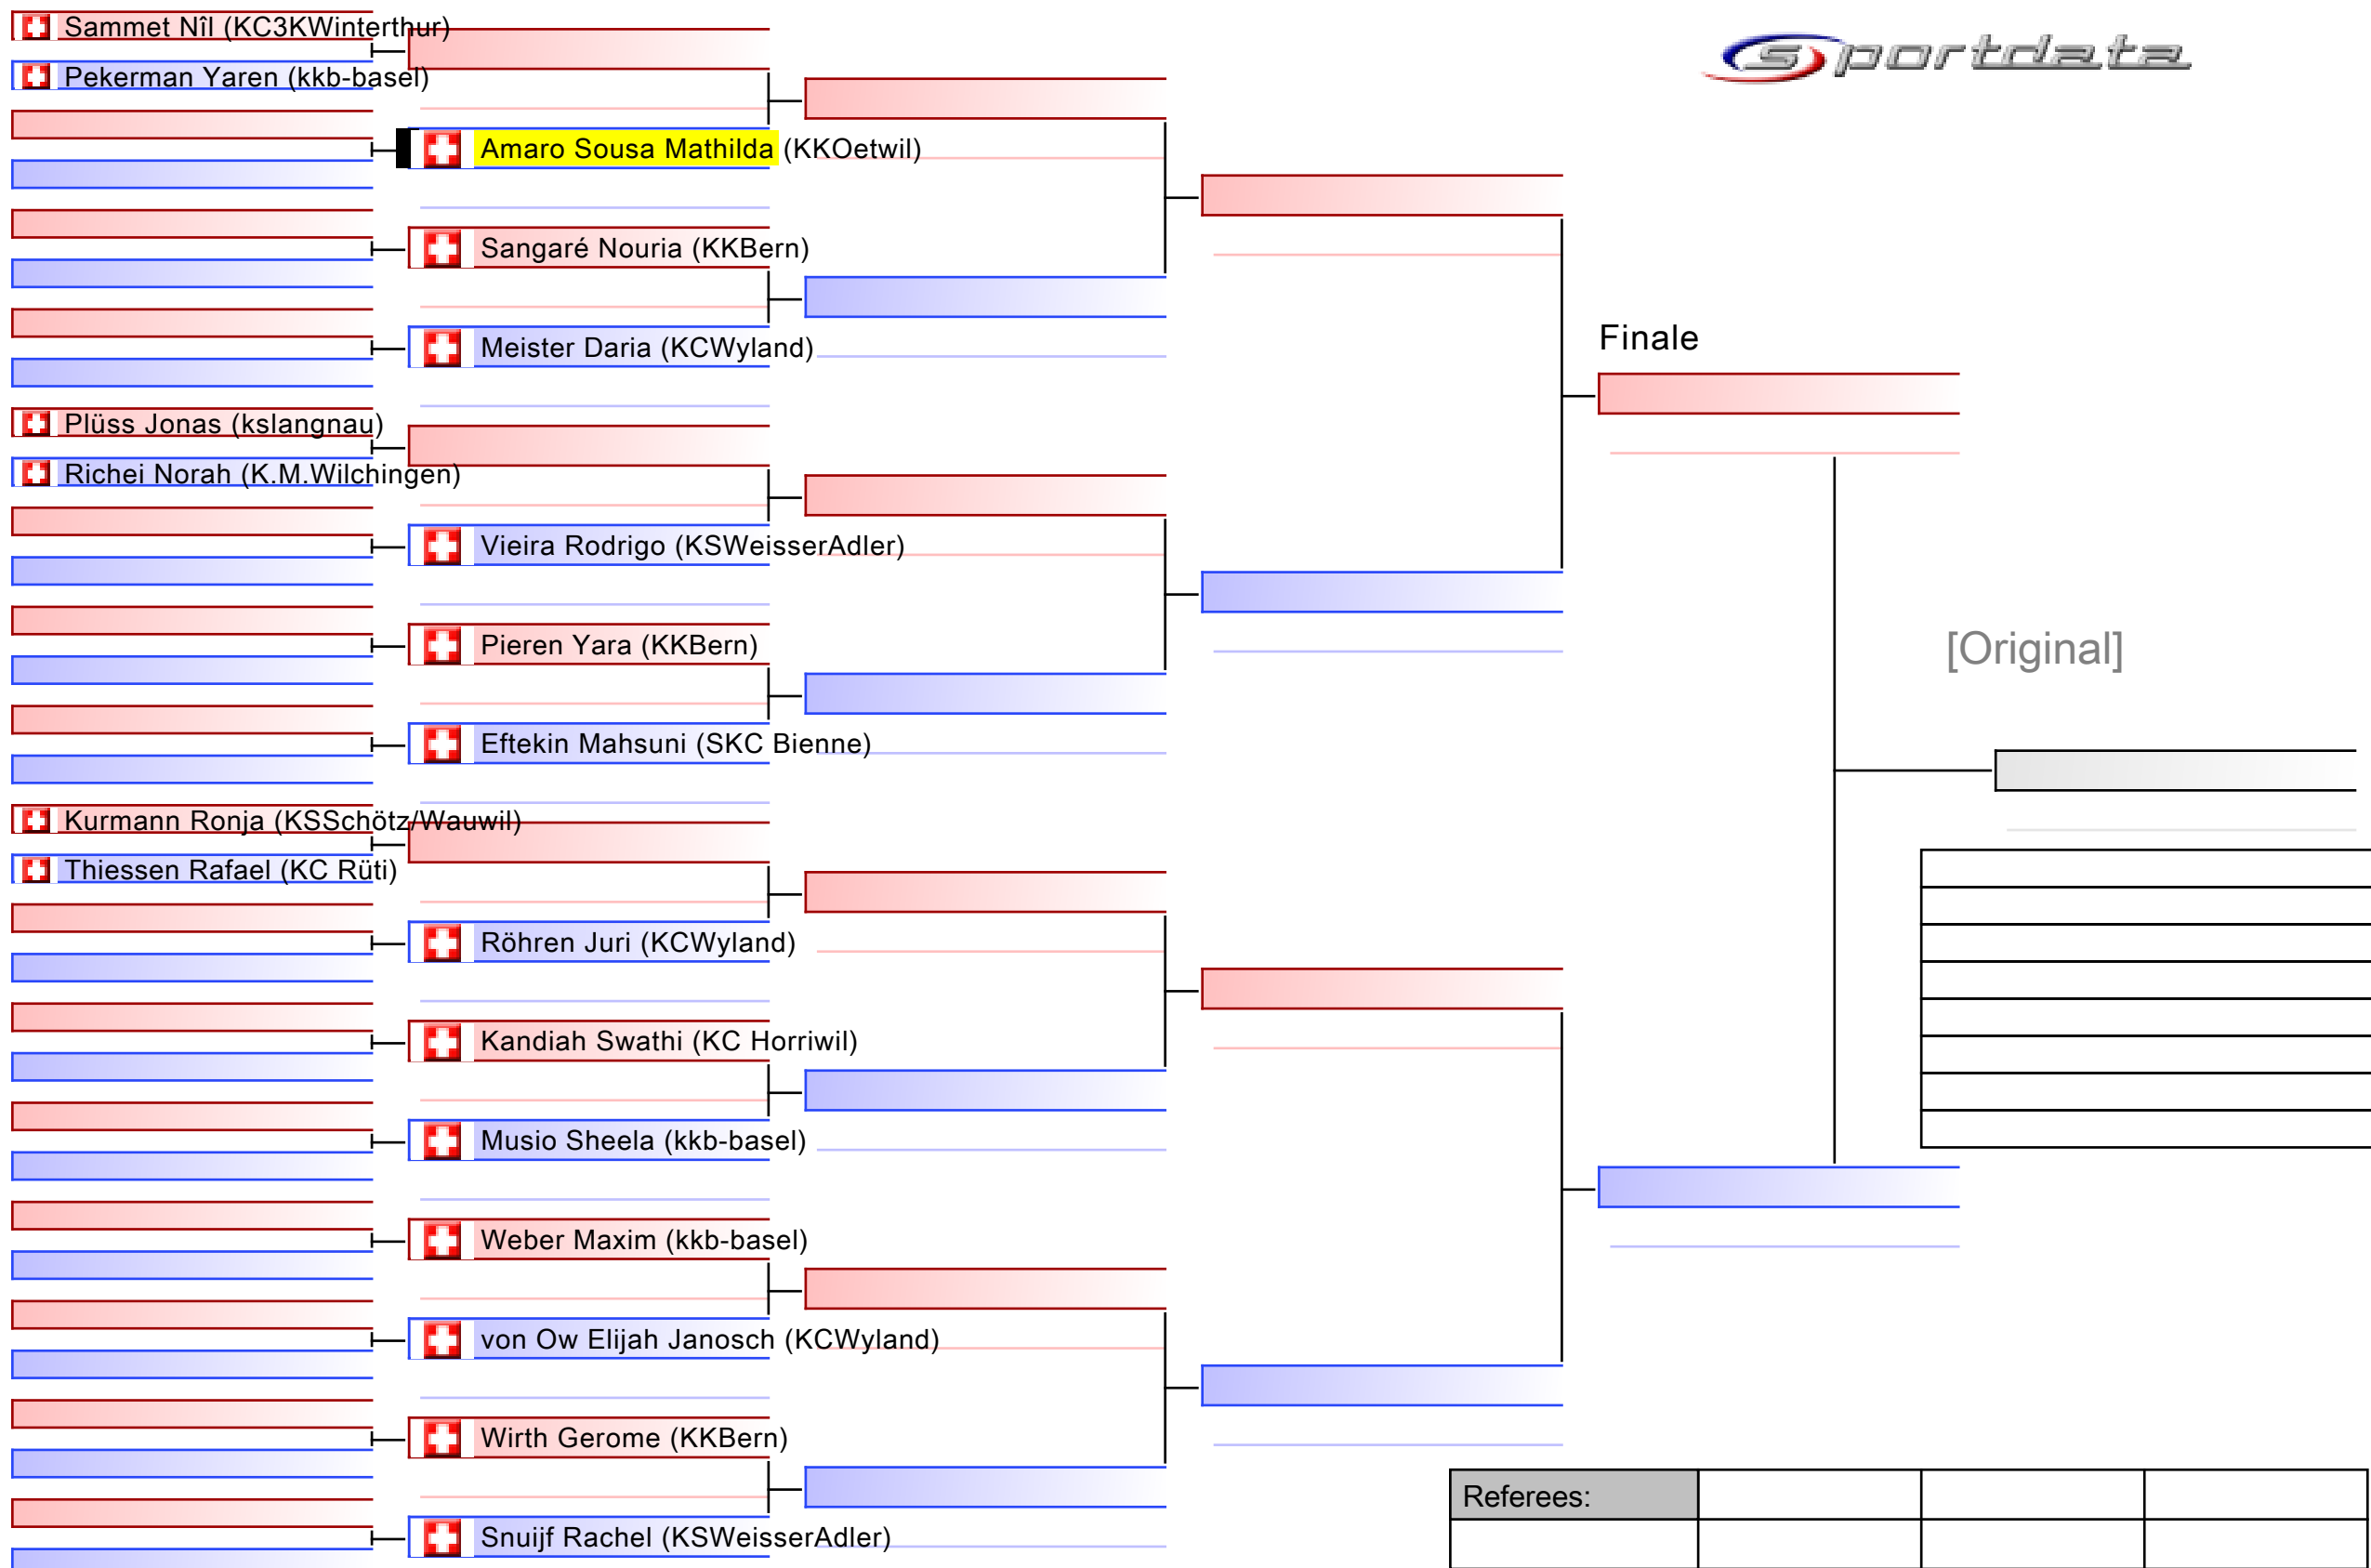 Sammet Nîl (KC3KWinterthur)
Pekerman Yaren (kkb-basel)
Amaro Sousa Mathilda (KKOetwil)
Sangaré Nouria (KKBern)
Meister Daria (KCWyland)
Plüss Jonas (kslangnau)
Richei Norah (K.M.Wilchingen)
Vieira Rodrigo (KSWeisserAdler)
Pieren Yara (KKBern)
Eftekin Mahsuni (SKC Bienne)
Kurmann Ronja (KSSchötz/Wauwil)
Thiessen Rafael (KC Rüti)
Röhren Juri (KCWyland)
Kandiah Swathi (KC Horriwil)
Musio Sheela (kkb-basel)
Weber Maxim (kkb-basel)
von Ow Elijah Janosch (KCWyland)
Wirth Gerome (KKBern)
Snuijf Rachel (KSWeisserAdler)
sportdata
Finale
[Original]
Referees: